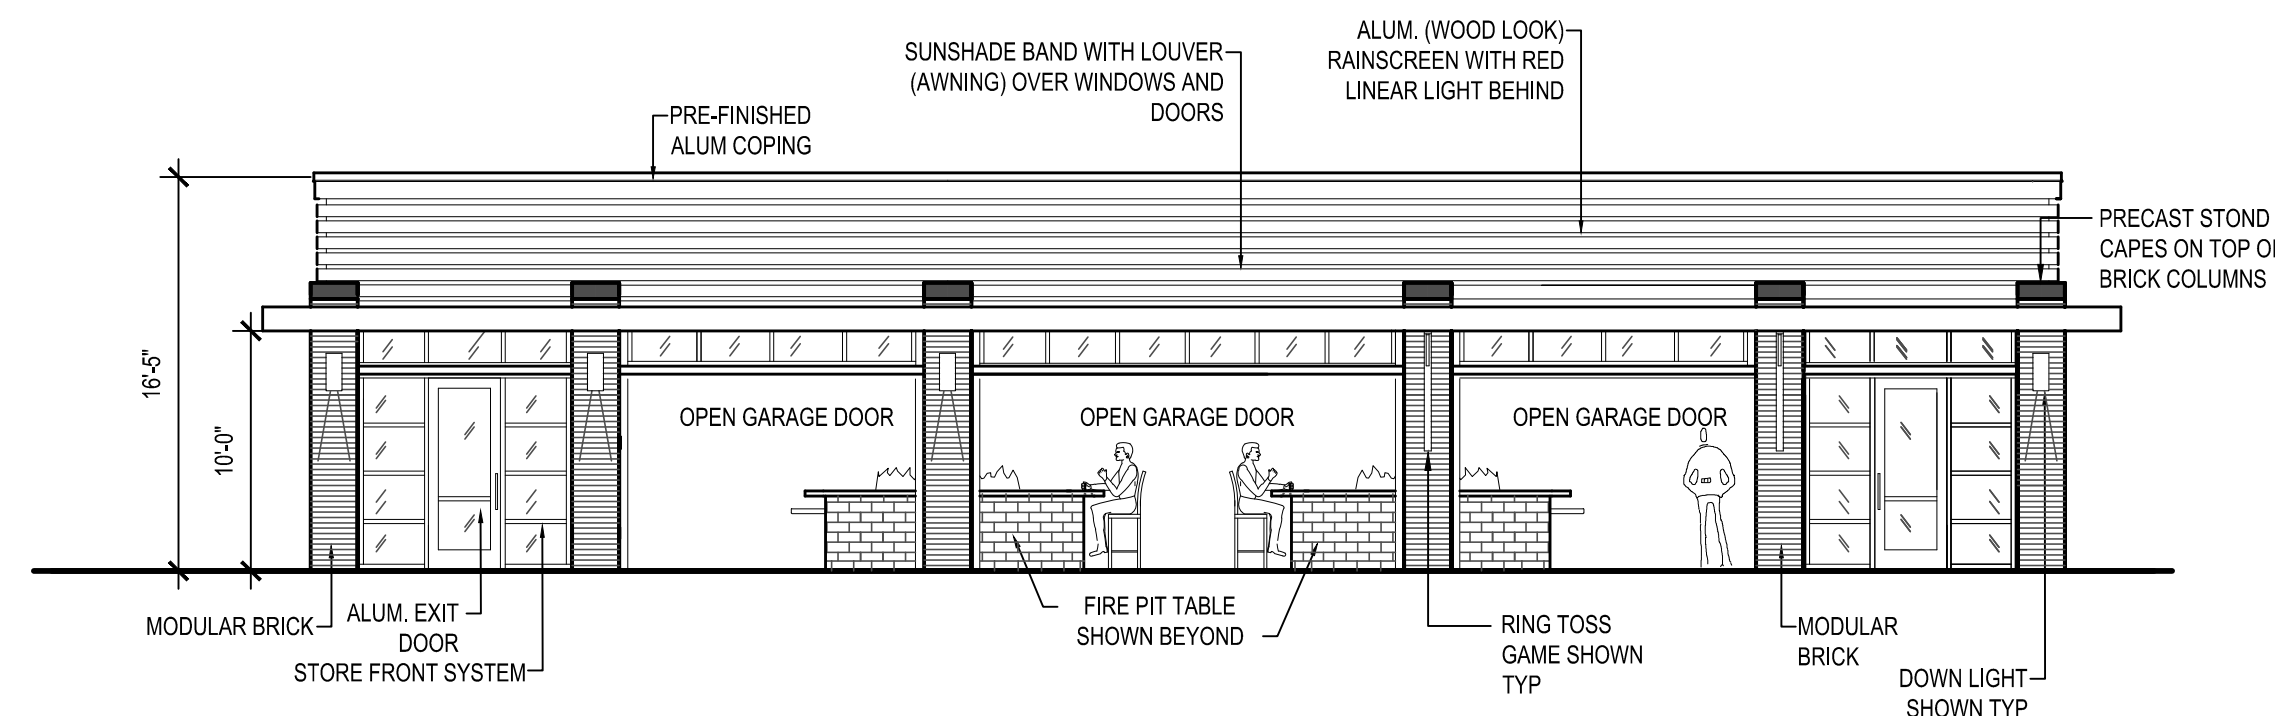 ALUM. (WOOD LOOK)
RAINSCREEN WITH RED
LINEAR LIGHT BEHIND
SUNSHADE BAND WITH LOUVER
(AWNING) OVER WINDOWS AND
DOORS
PRE-FINISHED
ALUM COPING
PRECAST STOND
CAPES ON TOP OF
BRICK COLUMNS
16'-5"
10'-0"
OPEN GARAGE DOOR
OPEN GARAGE DOOR
OPEN GARAGE DOOR
MODULAR BRICK
ALUM. EXIT
DOOR
STORE FRONT SYSTEM
FIRE PIT TABLE
SHOWN BEYOND
RING TOSS
GAME SHOWN
TYP
MODULAR
BRICK
DOWN LIGHT
SHOWN TYP